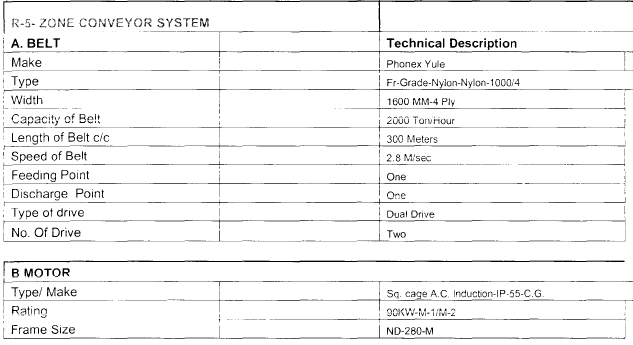 R-5- ZONE CONVEYOR SYSTEM
A. BELT Technical Description
Make Phonex Yule
Type Fr-Grade-Nylon-Nylon-1000/4
Width 1600 MM-4 Ply
Capacity of Belt 2000 Ton/Hour
Length of Belt c/c 300 Meters
Speed of Belt 2.8 M/sec
Feeding Point One
Discharge Point One
Type of drive Dual Drive
No. Of Drive Two
B MOTOR
Type/ Make Sq. cage A.C. Induction-IP-55-C.G.
Rating 90KW-M-1/M-2
Frame Size ND-280-M